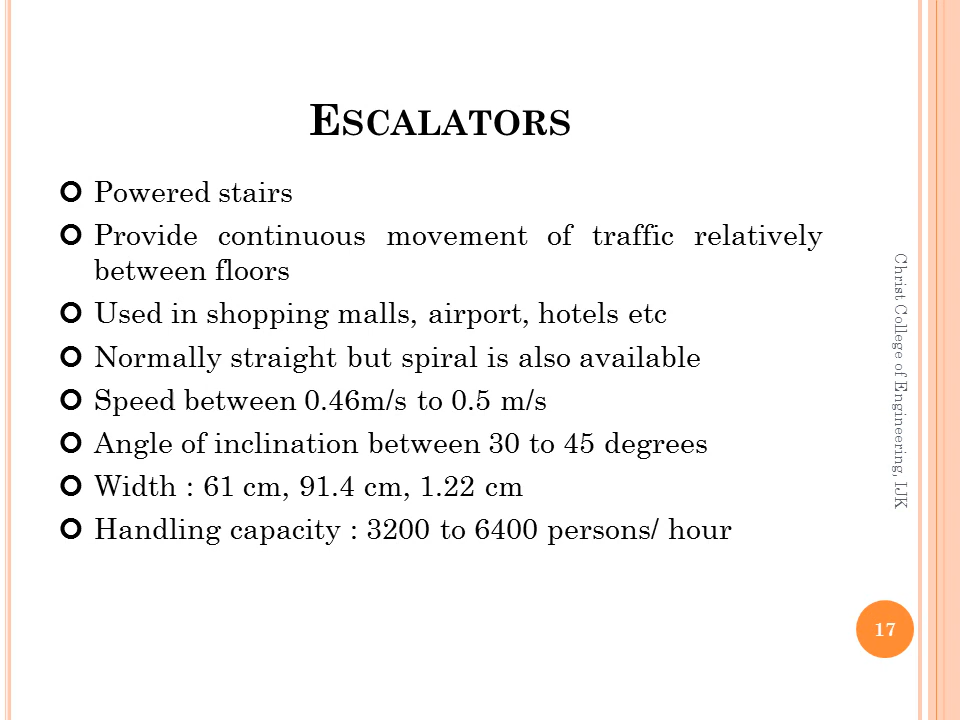 ESCALATORS
Powered stairs
Provide continuous movement of traffic relatively
between floors
Used in shopping malls, airport, hotels etc
Normally straight but spiral is also available
Speed between 0.46m/s to 0.5 m/s
Angle of inclination between 30 to 45 degrees
Width : 61 cm, 91.4 cm, 1.22 cm
Handling capacity : 3200 to 6400 persons/ hour
Christ College of Engineering, IJK
17